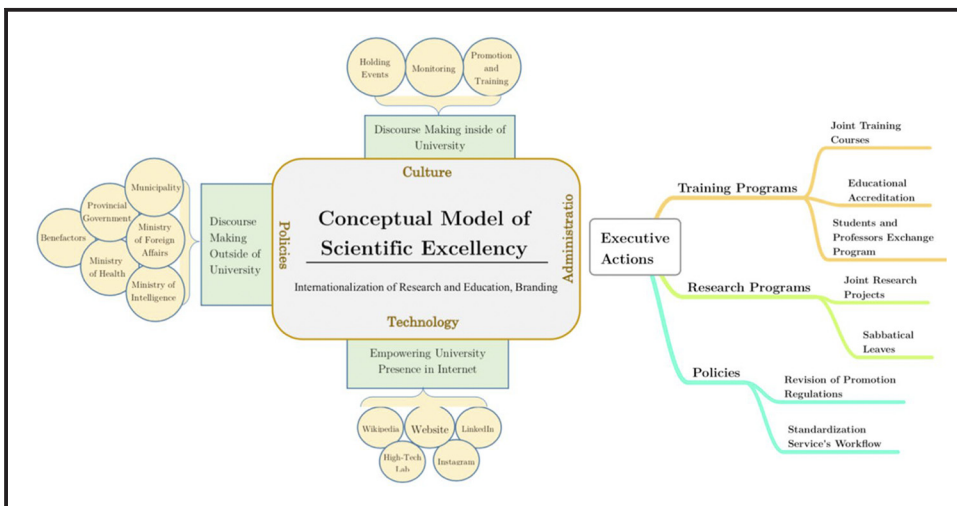 Holding
Events
Monitoring
Promotion
and
Training
Discourse Making inside of
University
Culture
Municipality
Provincial
Government
Benefactors
Ministry
of Foreign
Affairs
Ministry
of Health
Ministry of
Intelligence
Discourse
Making
Outside of
University
Policies
Conceptual Model of
Scientific Excellency
Internationalization of Research and Education, Branding
Administratio
Technology
Empowering University
Presence in Internet
Wikipedia
Website
LinkedIn
High-Tech
Lab
Instagram
Executive
Actions
Training Programs
Joint Training
Courses
Educational
Accreditation
Students and
Professors Exchange
Program
Research Programs
Joint Research
Projects
Sabbatical
Leaves
Policies
Revision of Promotion
Regulations
Standardization
Service's Workflow